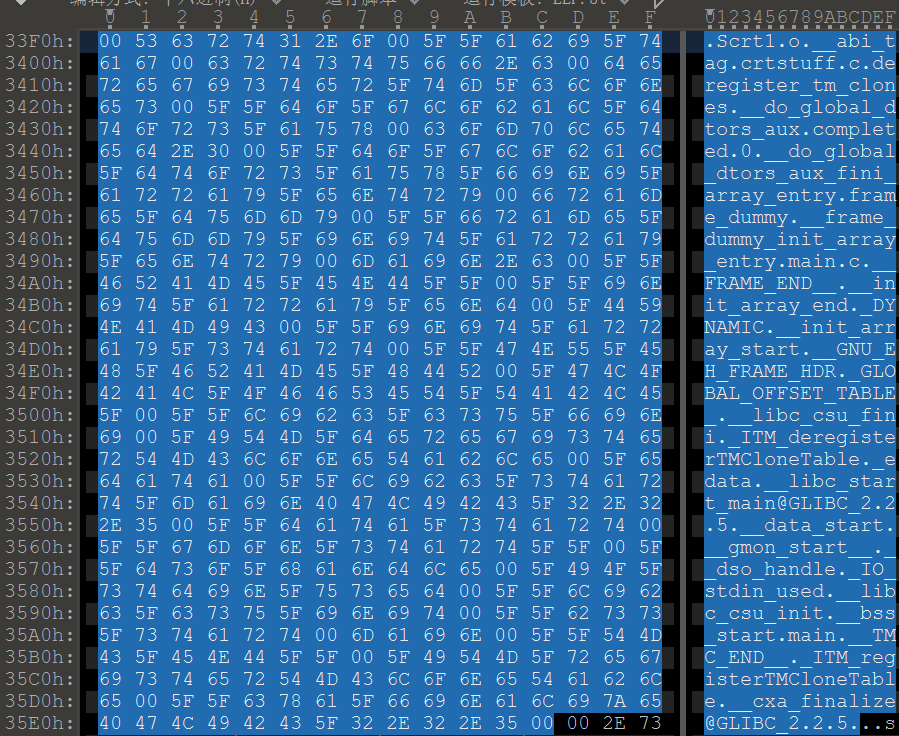 编辑方式: 十六进制(H) 运行脚本 运行模板: ELF.bt
0 1 2 3 4 5 6 7 8 9 A B C D E F 0123456789ABCDEF
33F0h: 00 53 63 72 74 31 2E 6F 00 5F 5F 61 62 69 5F 74 .Scrt1.o.__abi_t
3400h: 61 67 00 63 72 74 73 74 75 66 66 2E 63 00 64 65 ag.crtstuff.c.de
3410h: 72 65 67 69 73 74 65 72 5F 74 6D 5F 63 6C 6F 6E register_tm_clon
3420h: 65 73 00 5F 5F 64 6F 5F 67 6C 6F 62 61 6C 5F 64 es.__do_global_d
3430h: 74 6F 72 73 5F 61 75 78 00 63 6F 6D 70 6C 65 74 tors_aux.complet
3440h: 65 64 2E 30 00 5F 5F 64 6F 5F 67 6C 6F 62 61 6C ed.0.__do_global
3450h: 5F 64 74 6F 72 73 5F 61 75 78 5F 66 69 6E 69 5F _dtors_aux_fini_
3460h: 61 72 72 61 79 5F 65 6E 74 72 79 00 66 72 61 6D array_entry.fram
3470h: 65 5F 64 75 6D 6D 79 00 5F 5F 66 72 61 6D 65 5F e_dummy.__frame_
3480h: 64 75 6D 6D 79 5F 69 6E 69 74 5F 61 72 72 61 79 dummy_init_array
3490h: 5F 65 6E 74 72 79 00 6D 61 69 6E 2E 63 00 5F 5F _entry.main.c.__
34A0h: 46 52 41 4D 45 5F 45 4E 44 5F 5F 00 5F 5F 69 6E FRAME_END__.__in
34B0h: 69 74 5F 61 72 72 61 79 5F 65 6E 64 00 5F 44 59 it_array_end._DY
34C0h: 4E 41 4D 49 43 00 5F 5F 69 6E 69 74 5F 61 72 72 NAMIC.__init_arr
34D0h: 61 79 5F 73 74 61 72 74 00 5F 5F 47 4E 55 5F 45 ay_start.__GNU_E
34E0h: 48 5F 46 52 41 4D 45 5F 48 44 52 00 5F 47 4C 4F H_FRAME_HDR._GLO
34F0h: 42 41 4C 5F 4F 46 46 53 45 54 5F 54 41 42 4C 45 BAL_OFFSET_TABLE
3500h: 5F 00 5F 5F 6C 69 62 63 5F 63 73 75 5F 66 69 6E _.__libc_csu_fin
3510h: 69 00 5F 49 54 4D 5F 64 65 72 65 67 69 73 74 65 i._ITM_deregiste
3520h: 72 54 4D 43 6C 6F 6E 65 54 61 62 6C 65 00 5F 65 rTMCloneTable._e
3530h: 64 61 74 61 00 5F 5F 6C 69 62 63 5F 73 74 61 72 data.__libc_star
3540h: 74 5F 6D 61 69 6E 40 47 4C 49 42 43 5F 32 2E 32 t_main@GLIBC_2.2
3550h: 2E 35 00 5F 5F 64 61 74 61 5F 73 74 61 72 74 00 .5.__data_start.
3560h: 5F 5F 67 6D 6F 6E 5F 73 74 61 72 74 5F 5F 00 5F __gmon_start__._
3570h: 5F 64 73 6F 5F 68 61 6E 64 6C 65 00 5F 49 4F 5F _dso_handle._IO_
3580h: 73 74 64 69 6E 5F 75 73 65 64 00 5F 5F 6C 69 62 stdin_used.__lib
3590h: 63 5F 63 73 75 5F 69 6E 69 74 00 5F 5F 62 73 73 c_csu_init.__bss
35A0h: 5F 73 74 61 72 74 00 6D 61 69 6E 00 5F 5F 54 4D _start.main.__TM
35B0h: 43 5F 45 4E 44 5F 5F 00 5F 49 54 4D 5F 72 65 67 C_END__._ITM_reg
35C0h: 69 73 74 65 72 54 4D 43 6C 6F 6E 65 54 61 62 6C isterTMCloneTabl
35D0h: 65 00 5F 5F 63 78 61 5F 66 69 6E 61 6C 69 7A 65 e.__cxa_finalize
35E0h: 40 47 4C 49 42 43 5F 32 2E 32 2E 35 00 00 2E 73 @GLIBC_2.2.5...s